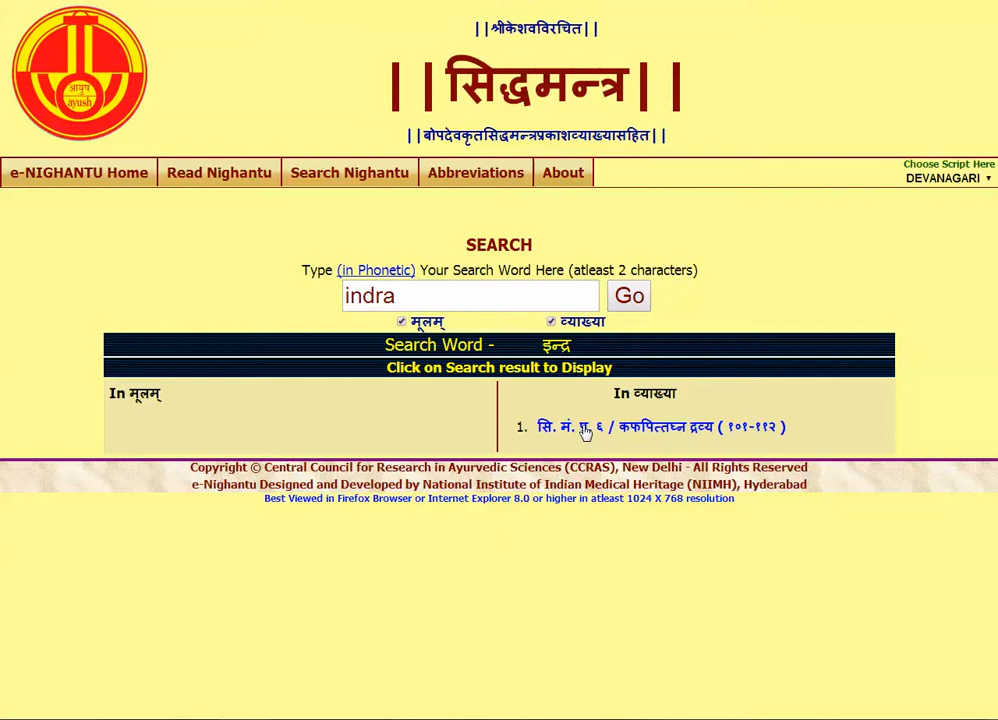 ||श्रीकेशवविरचित||
आयुष
ayush
||सिद्धमन्त्र||
||बोपदेवकृतसिद्धमन्त्रप्रकाशव्याख्यासहित||
e-NIGHANTU Home Read Nighantu Search Nighantu Abbreviations About
Choose Script Here
DEVANAGARI
SEARCH
Type (in Phonetic) Your Search Word Here (atleast 2 characters)
indra Go
मूलम् व्याख्या
Search Word - इन्द्र
Click on Search result to Display
In मूलम् In व्याख्या
1. सि. मं. ६ / कफपित्तघ्न द्रव्य ( १०१-११२ )
Copyright © Central Council for Research in Ayurvedic Sciences (CCRAS), New Delhi - All Rights Reserved
e-Nighantu Designed and Developed by National Institute of Indian Medical Heritage (NIIMH), Hyderabad
Best Viewed in Firefox Browser or Internet Explorer 8.0 or higher in atleast 1024 X 768 resolution